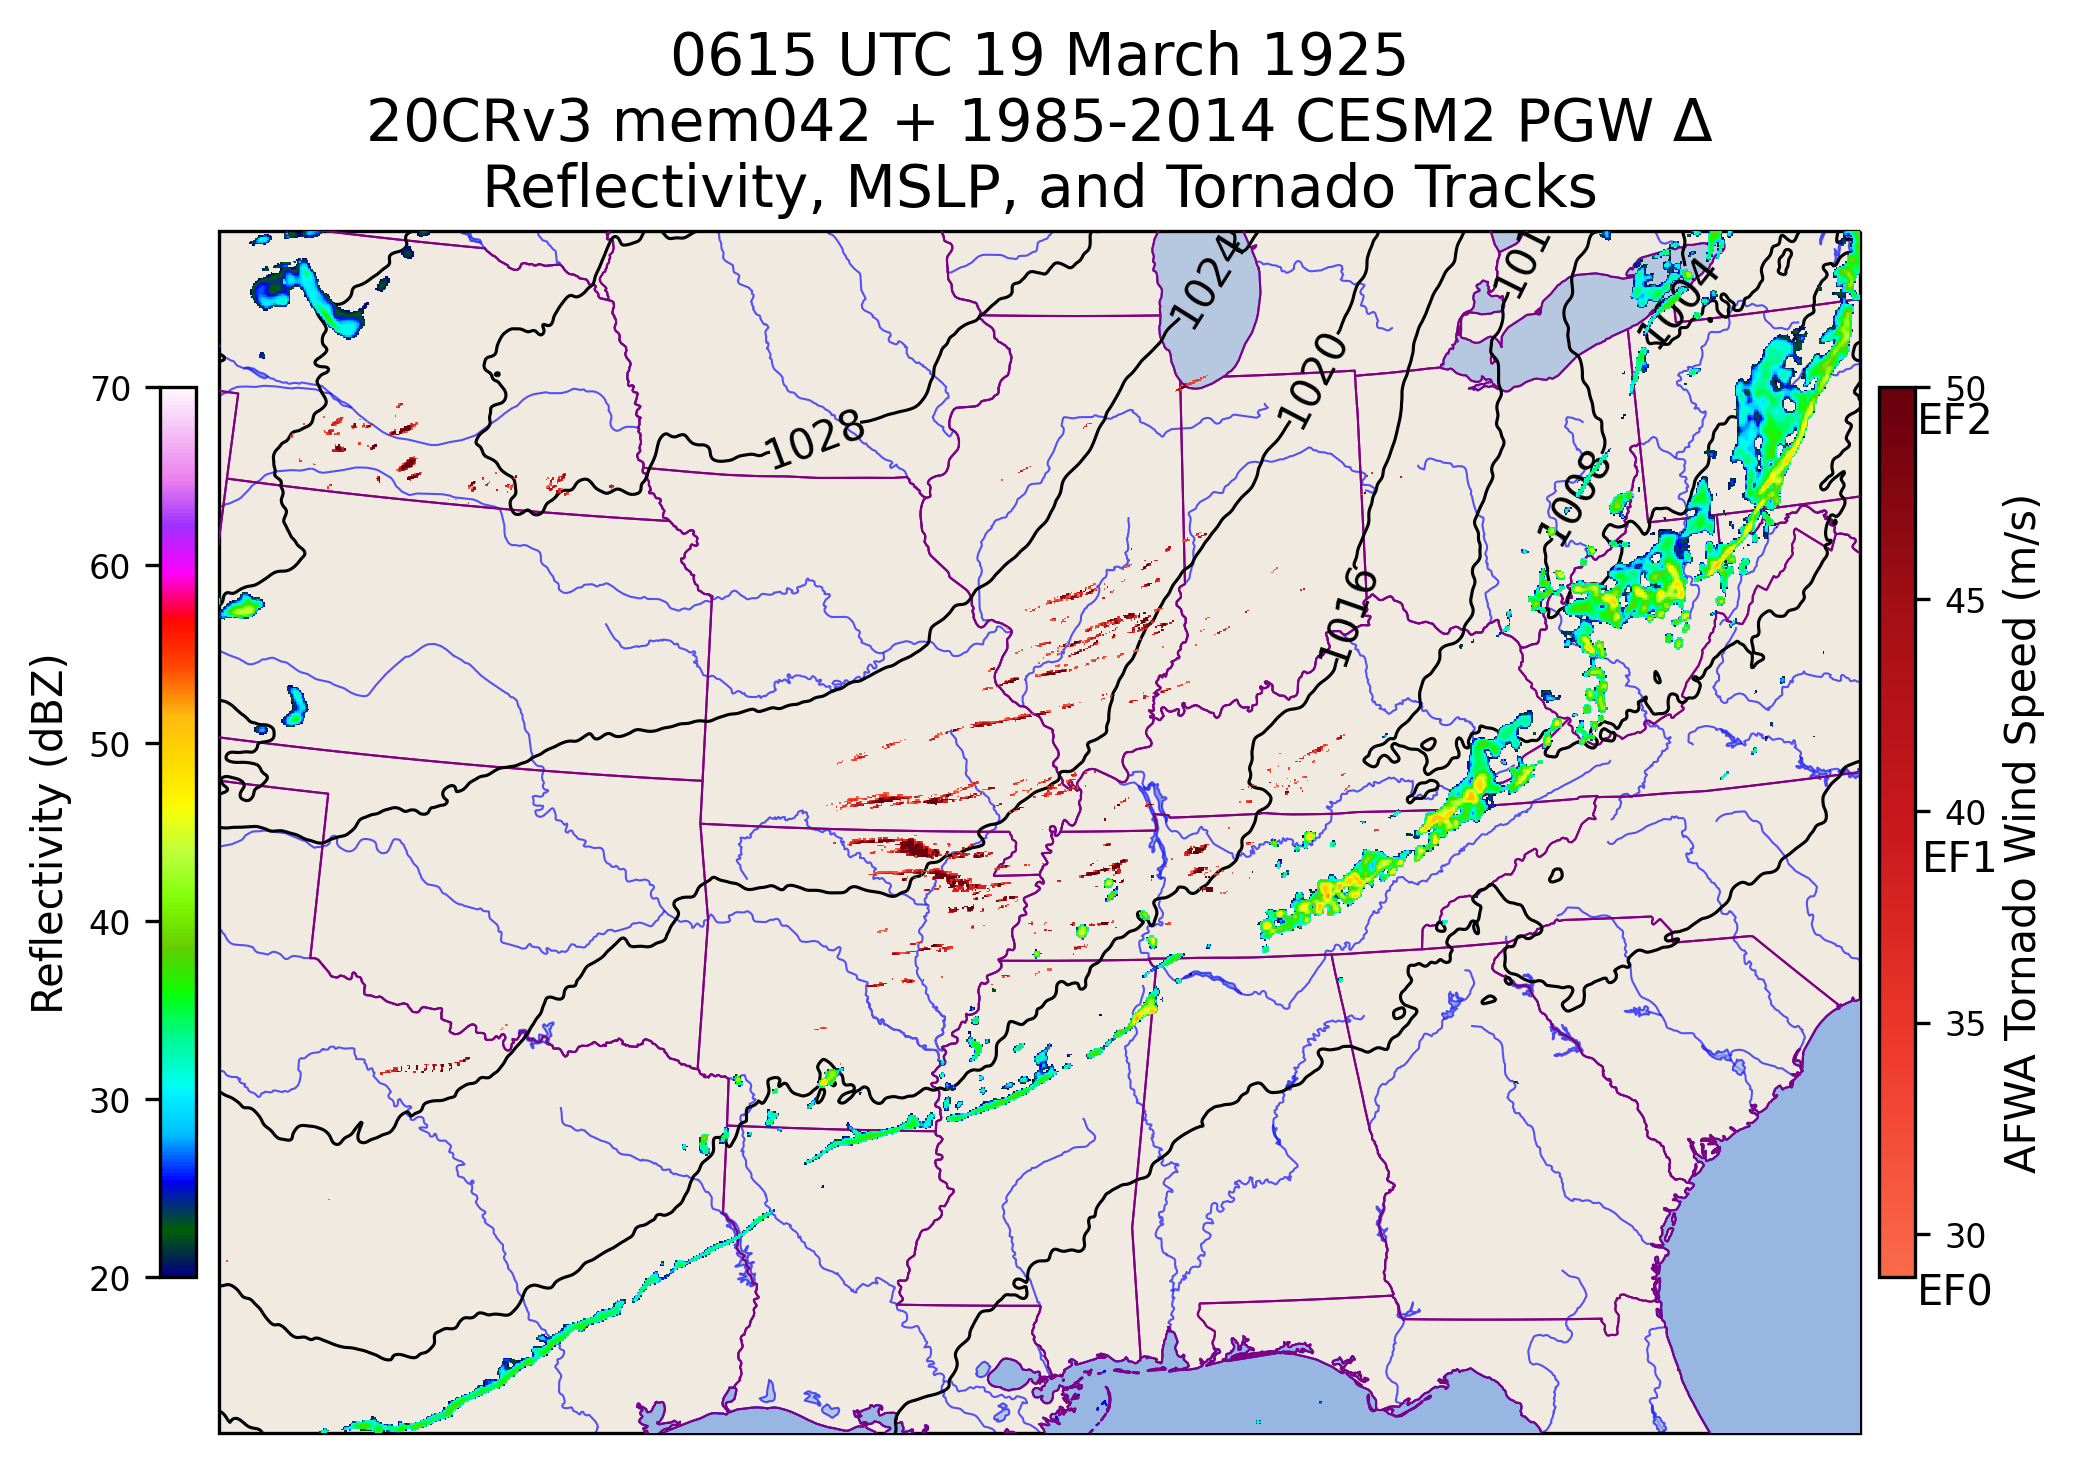 0615 UTC 19 March 1925
20CRv3 mem042 + 1985-2014 CESM2 PGW Δ
Reflectivity, MSLP, and Tornado Tracks
Reflectivity (dBZ)
70
60
50
40
30
20
1024
1020
101
1004
1028
1008
1016
50
EF2
45
40
EF1
35
30
EF0
AFWA Tornado Wind Speed (m/s)